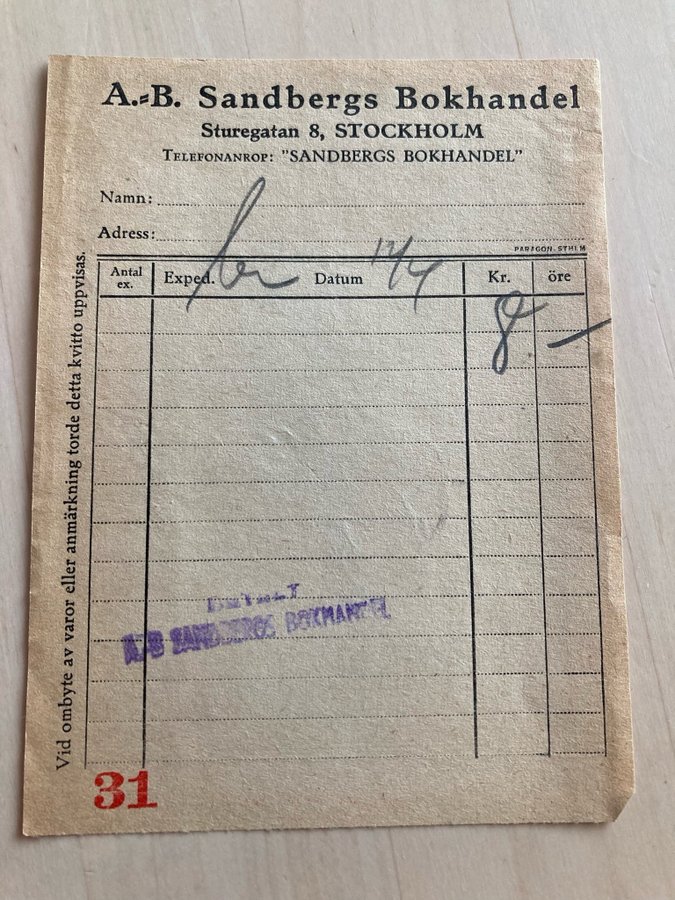 A.-B. Sandbergs Bokhandel
Sturegatan 8, STOCKHOLM
TELEFONANROP: "SANDBERGS BOKHANDEL"
Namn:
Adress:
PARAGON. STHLM
Antal ex. Exped. Datum 12/4 Kr. öre
8 –
Vid ombyte av varor eller anmärkning torde detta kvitto uppvisas.
BETALT
A.-B SANDBERGS BOKHANDEL
31